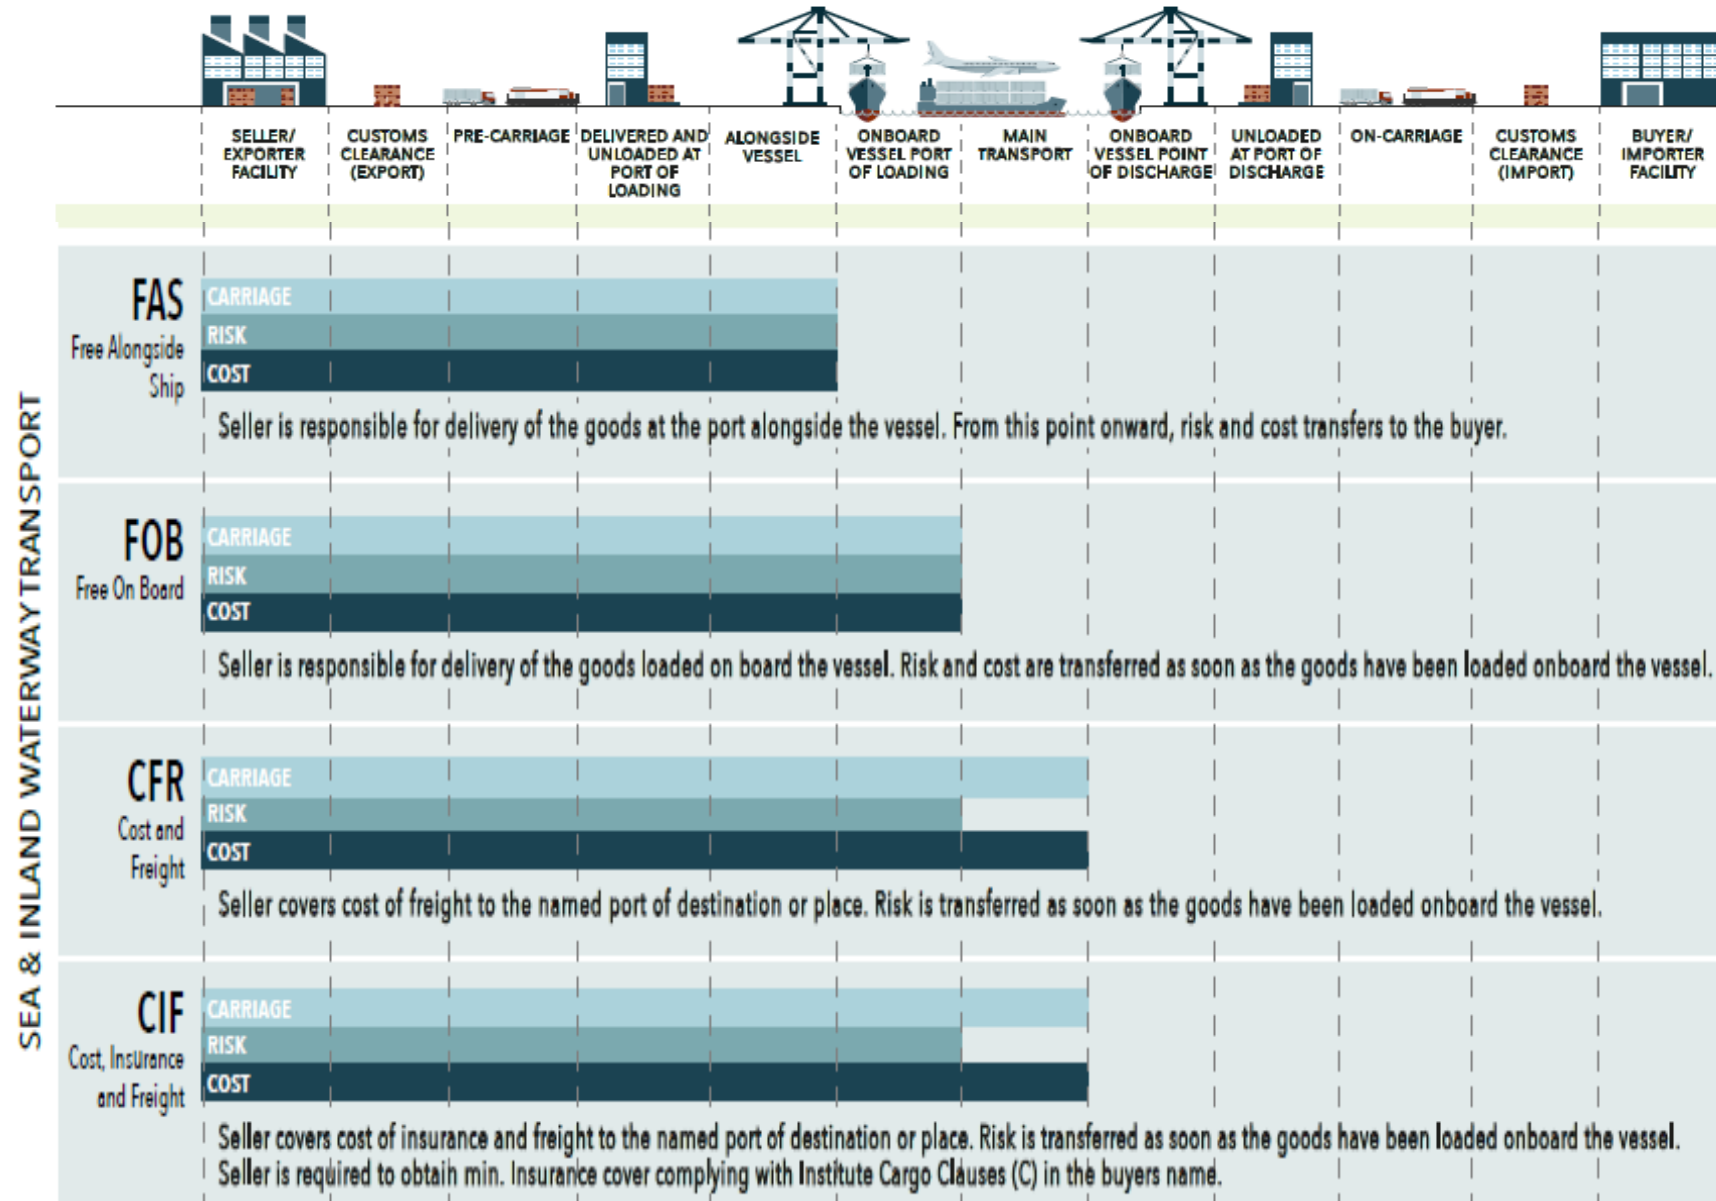 SELLER/
EXPORTER
FACILITY
CUSTOMS
CLEARANCE
(EXPORT)
PRE-CARRIAGE
DELIVERED AND
UNLOADED AT
PORT OF
LOADING
ALONGSIDE
VESSEL
ONBOARD
VESSEL PORT
OF LOADING
MAIN
TRANSPORT
ONBOARD
VESSEL POINT
OF DISCHARGE
UNLOADED
AT PORT OF
DISCHARGE
ON-CARRIAGE
CUSTOMS
CLEARANCE
(IMPORT)
BUYER/
IMPORTER
FACILITY
SEA & INLAND WATERWAY TRANSPORT
FAS
Free Alongside
Ship
CARRIAGE
RISK
COST
Seller is responsible for delivery of the goods at the port alongside the vessel. From this point onward, risk and cost transfers to the buyer.
FOB
Free On Board
CARRIAGE
RISK
COST
Seller is responsible for delivery of the goods loaded on board the vessel. Risk and cost are transferred as soon as the goods have been loaded onboard the vessel.
CFR
Cost and
Freight
CARRIAGE
RISK
COST
Seller covers cost of freight to the named port of destination or place. Risk is transferred as soon as the goods have been loaded onboard the vessel.
CIF
Cost, Insurance
and Freight
CARRIAGE
RISK
COST
Seller covers cost of insurance and freight to the named port of destination or place. Risk is transferred as soon as the goods have been loaded onboard the vessel.
Seller is required to obtain min. Insurance cover complying with Institute Cargo Clauses (C) in the buyers name.